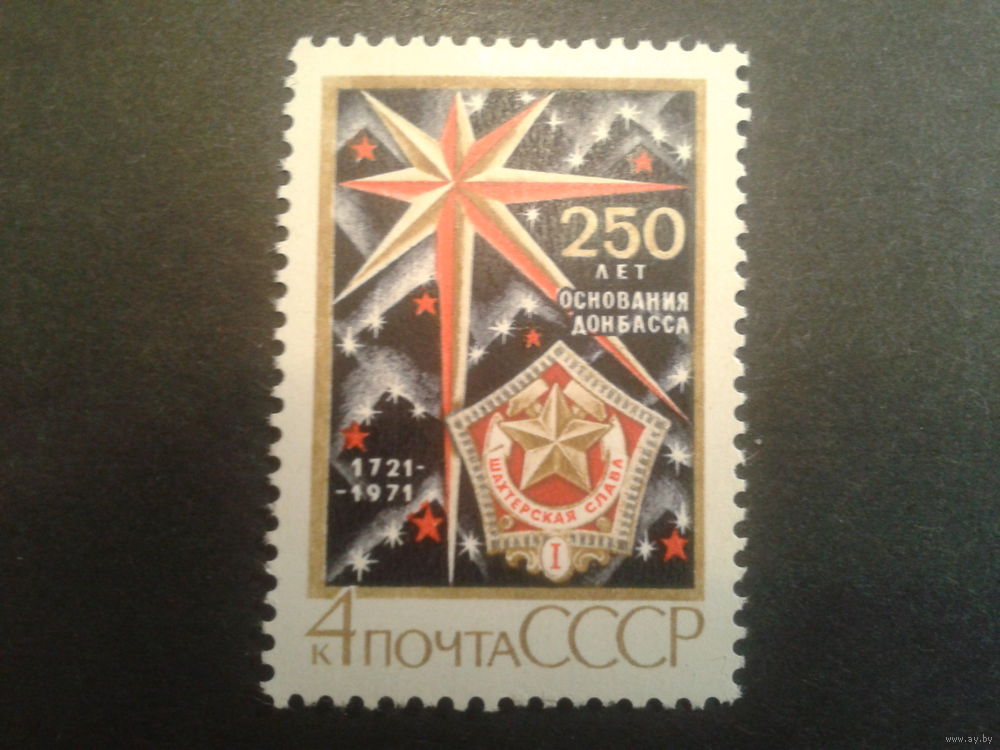 250
ЛЕТ
ОСНОВАНИЯ
ДОНБАССА
ШАХТЕРСКАЯ СЛАВА
I
1721-
-1971
4к ПОЧТА СССР
www.ay.by